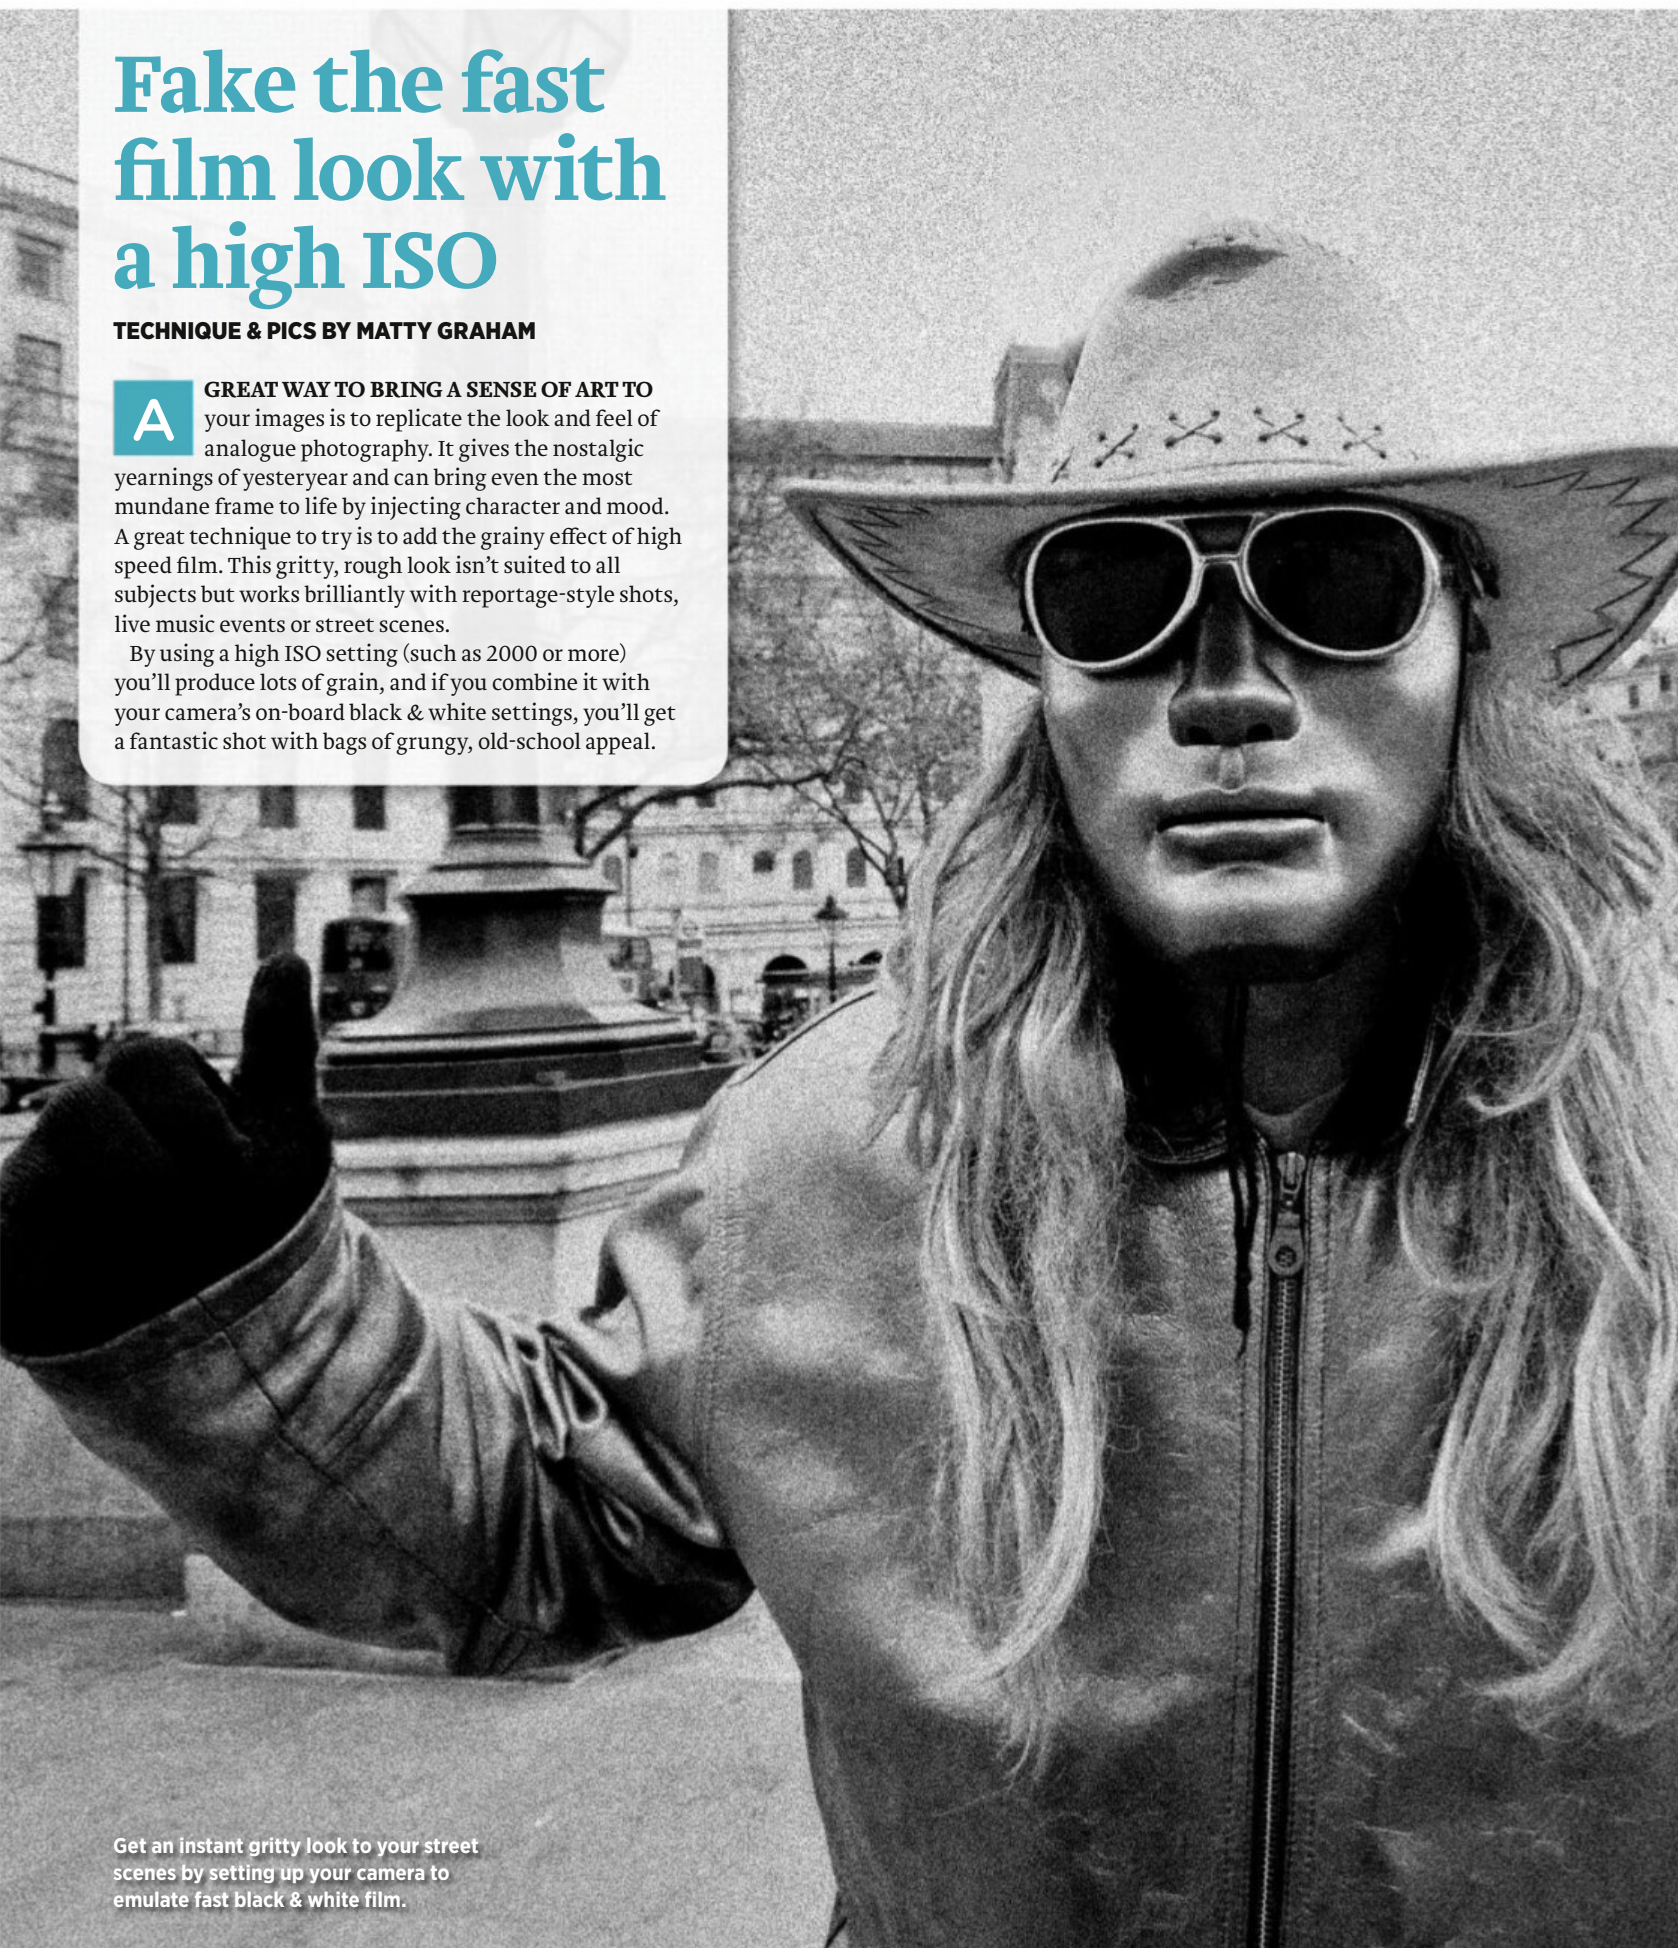 Fake the fast
film look with
a high ISO
TECHNIQUE & PICS BY MATTY GRAHAM
A GREAT WAY TO BRING A SENSE OF ART TO
your images is to replicate the look and feel of
analogue photography. It gives the nostalgic
yearnings of yesteryear and can bring even the most
mundane frame to life by injecting character and mood.
A great technique to try is to add the grainy effect of high
speed film. This gritty, rough look isn’t suited to all
subjects but works brilliantly with reportage-style shots,
live music events or street scenes.
By using a high ISO setting (such as 2000 or more)
you’ll produce lots of grain, and if you combine it with
your camera’s on-board black & white settings, you’ll get
a fantastic shot with bags of grungy, old-school appeal.
Get an instant gritty look to your street
scenes by setting up your camera to
emulate fast black & white film.